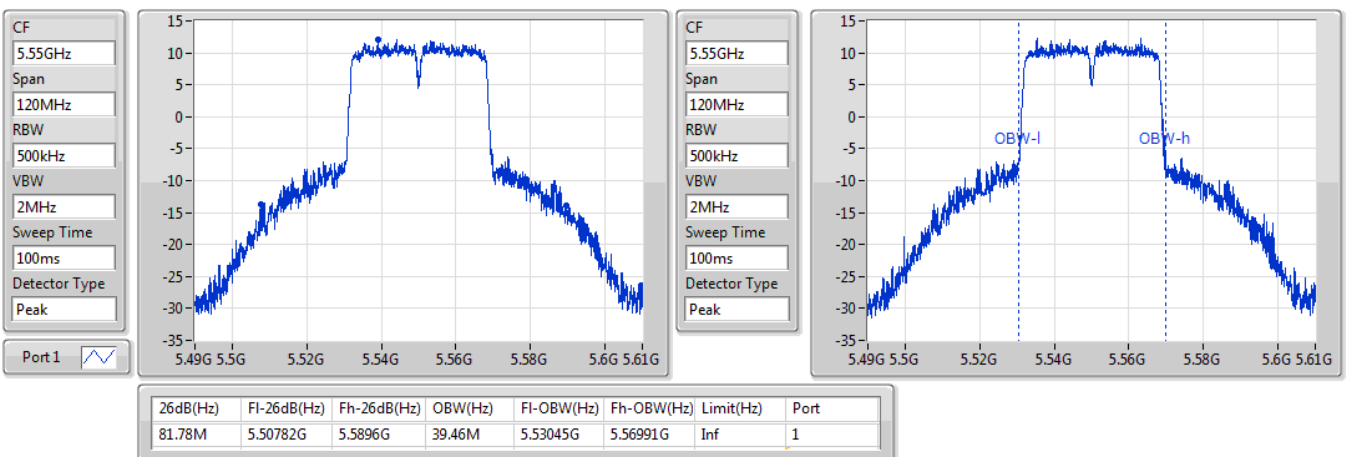 CF
5.55GHz
Span
120MHz
RBW
500kHz
VBW
2MHz
Sweep Time
100ms
Detector Type
Peak
Port 1
15
10
5
0
-5
-10
-15
-20
-25
-30
-35
5.49G 5.5G 5.52G 5.54G 5.56G 5.58G 5.6G 5.61G
CF
5.55GHz
Span
120MHz
RBW
500kHz
VBW
2MHz
Sweep Time
100ms
Detector Type
Peak
15
10
5
0
-5
-10
-15
-20
-25
-30
-35
OBW-l OBW-h
5.49G 5.5G 5.52G 5.54G 5.56G 5.58G 5.6G 5.61G
26dB(Hz) Fl-26dB(Hz) Fh-26dB(Hz) OBW(Hz) Fl-OBW(Hz) Fh-OBW(Hz) Limit(Hz) Port
81.78M 5.50782G 5.5896G 39.46M 5.53045G 5.56991G Inf 1